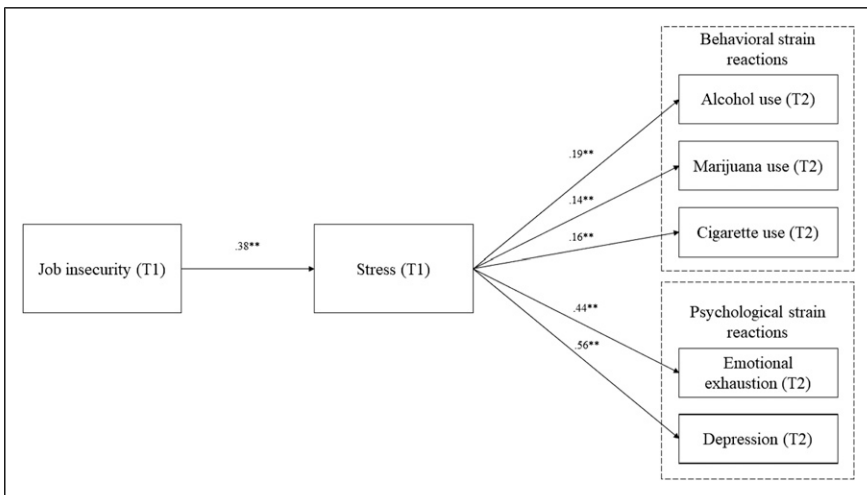 Behavioral strain
reactions
Alcohol use (T2)
.19**
Marijuana use (T2)
.14**
.16**
Cigarette use (T2)
Job insecurity (T1)
.38**
Stress (T1)
.44**
Psychological strain
reactions
.56**
Emotional
exhaustion (T2)
Depression (T2)